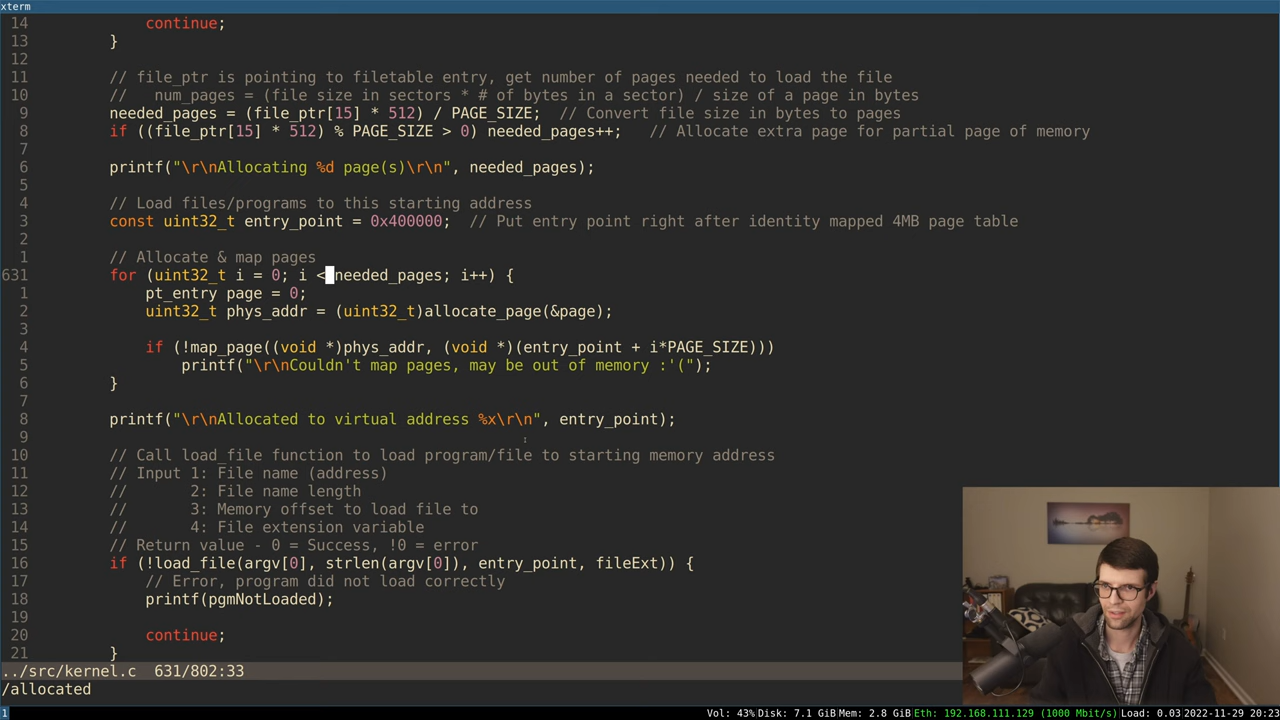 xterm
14 continue;
13 }
12
11 // file_ptr is pointing to filetable entry, get number of pages needed to load the file
10 // num_pages = (file size in sectors * # of bytes in a sector) / size of a page in bytes
9 needed_pages = (file_ptr[15] * 512) / PAGE_SIZE; // Convert file size in bytes to pages
8 if ((file_ptr[15] * 512) % PAGE_SIZE > 0) needed_pages++; // Allocate extra page for partial page of memory
7
6 printf("\r\nAllocating %d page(s)\r\n", needed_pages);
5
4 // Load files/programs to this starting address
3 const uint32_t entry_point = 0x400000; // Put entry point right after identity mapped 4MB page table
2
1 // Allocate & map pages
631 for (uint32_t i = 0; i < needed_pages; i++) {
1 pt_entry page = 0;
2 uint32_t phys_addr = (uint32_t)allocate_page(&page);
3
4 if (!map_page((void *)phys_addr, (void *)(entry_point + i*PAGE_SIZE)))
5 printf("\r\nCouldn't map pages, may be out of memory :'(");
6 }
7
8 printf("\r\nAllocated to virtual address %x\r\n", entry_point);
9
10 // Call load_file function to load program/file to starting memory address
11 // Input 1: File name (address)
12 // 2: File name length
13 // 3: Memory offset to load file to
14 // 4: File extension variable
15 // Return value - 0 = Success, !0 = error
16 if (!load_file(argv[0], strlen(argv[0]), entry_point, fileExt)) {
17 // Error, program did not load correctly
18 printf(pgmNotLoaded);
19
20 continue;
21 }
../src/kernel.c 631/802:33
/allocated
1 Vol: 43% Disk: 7.1 GiB Mem: 2.8 GiB Eth: 192.168.111.129 (1000 Mbit/s) Load: 0.03 2022-11-29 20:23